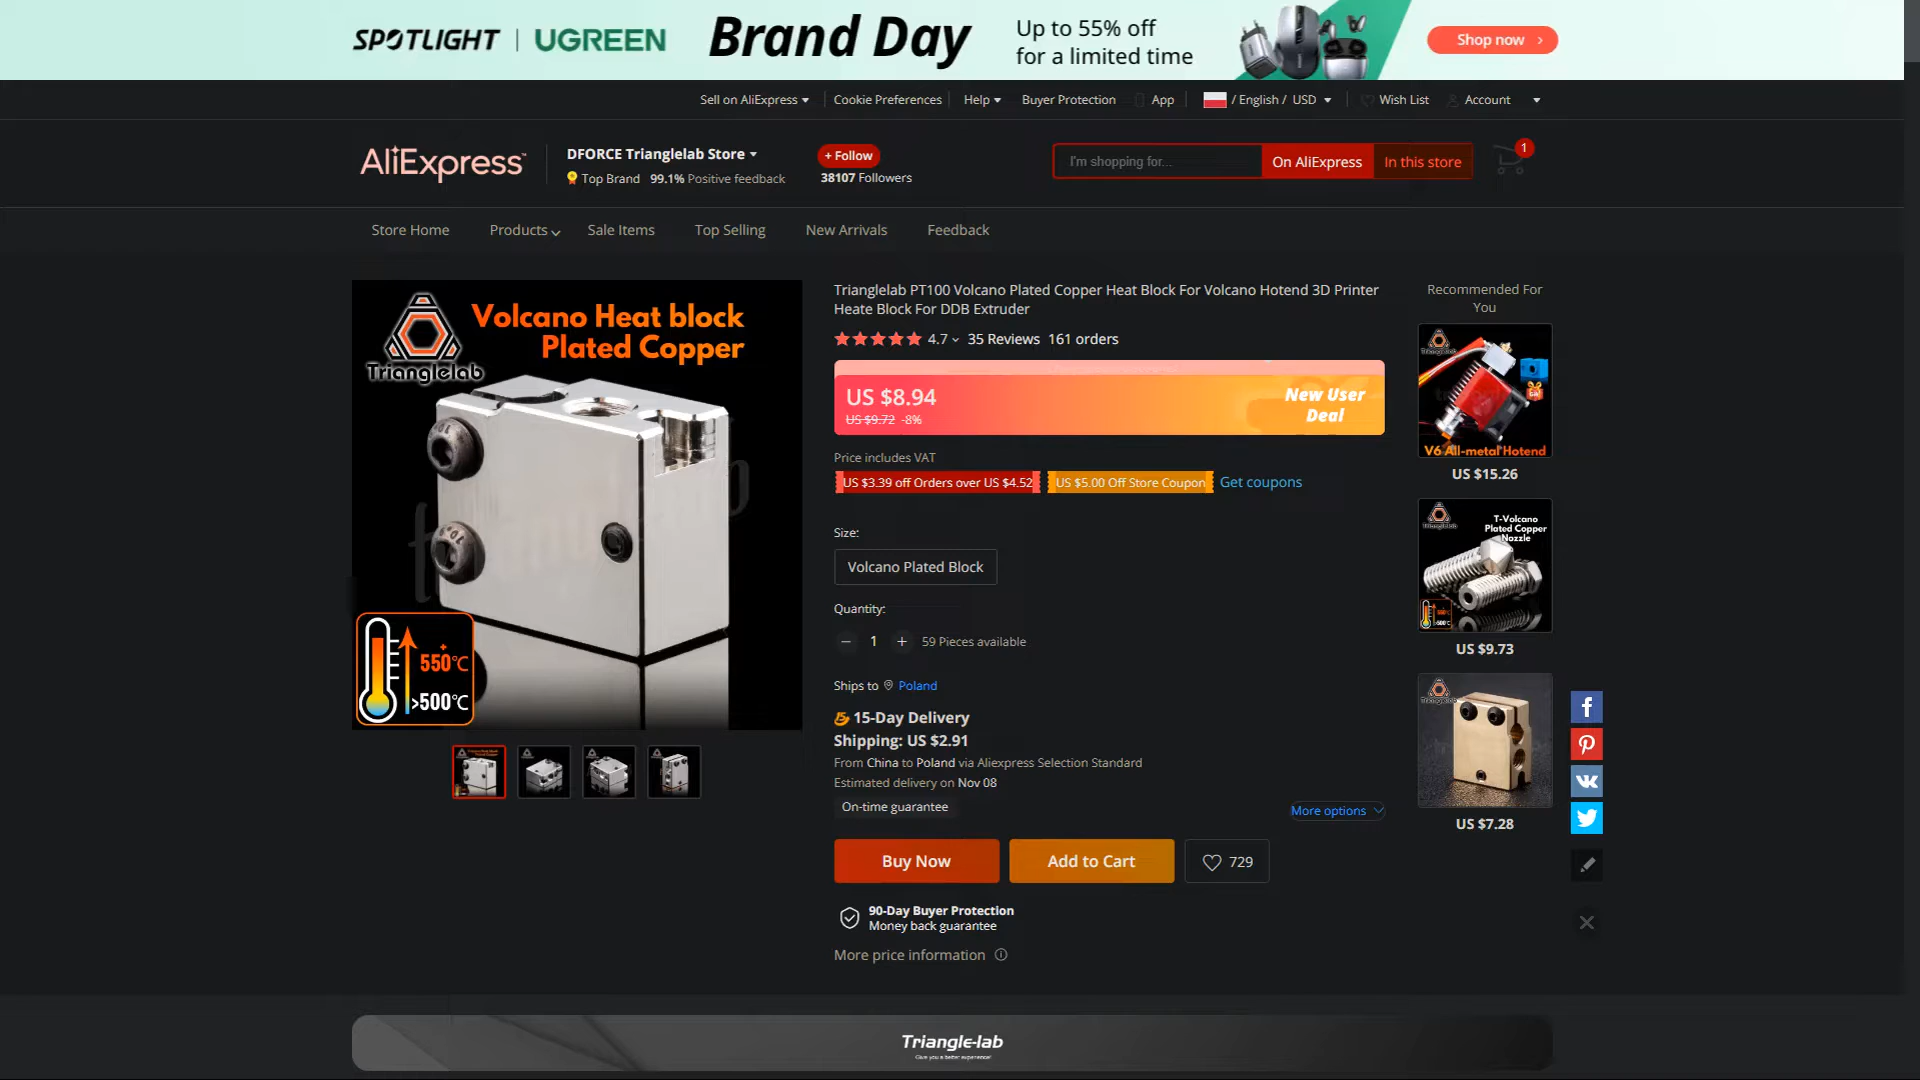 SPOTLIGHT | UGREEN
Brand Day
Up to 55% off
for a limited time
Shop now
Sell on AliExpress
Cookie Preferences
Help
Buyer Protection
App
/ English / USD
Wish List
Account
AliExpress
DFORCE Trianglelab Store
Top Brand 99.1% Positive feedback
+ Follow
38107 Followers
I'm shopping for...
On AliExpress
In this store
1
Store Home
Products
Sale Items
Top Selling
New Arrivals
Feedback
Volcano Heat block
Plated Copper
Trianglelab
+
550℃
>500℃
Trianglelab PT100 Volcano Plated Copper Heat Block For Volcano Hotend 3D Printer
Heate Block For DDB Extruder
4.7
35 Reviews
161 orders
US $8.94
US $9.72 -8%
New User
Deal
Price includes VAT
US $3.39 off Orders over US $4.52
US $5.00 Off Store Coupon
Get coupons
Size:
Volcano Plated Block
Quantity:
− 1 +
59 Pieces available
Ships to Poland
15-Day Delivery
Shipping: US $2.91
From China to Poland via Aliexpress Selection Standard
Estimated delivery on Nov 08
On-time guarantee
More options
Buy Now
Add to Cart
729
90-Day Buyer Protection
Money back guarantee
More price information
Recommended For
You
Trianglelab
V6 All-metal Hotend
US $15.26
Trianglelab
T-Volcano
Plated Copper
Nozzle
US $9.73
Trianglelab
US $7.28
Triangle-lab
Give you a better experience!